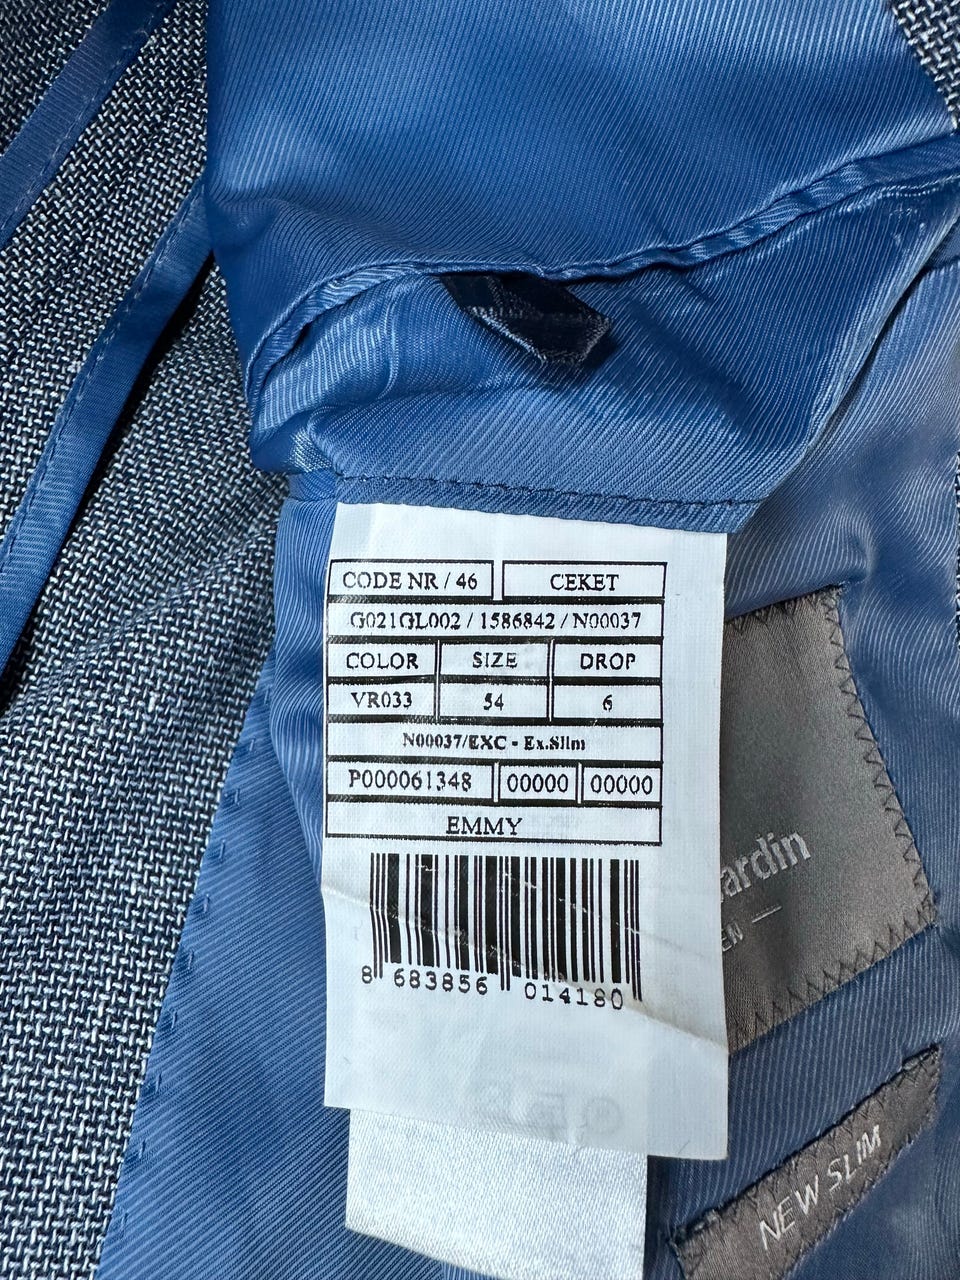 CODE NR / 46 CEKET
G021GL002 / 1586842 / N00037
COLOR SIZE DROP
VR033 54 6
N00037/EXC - Ex.Slim
P000061348 00000 00000
EMMY
8 683856 014180
ardin
EN —
NEW SLIM